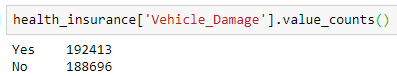 health_insurance['Vehicle_Damage'].value_counts()
Yes    192413
No     188696